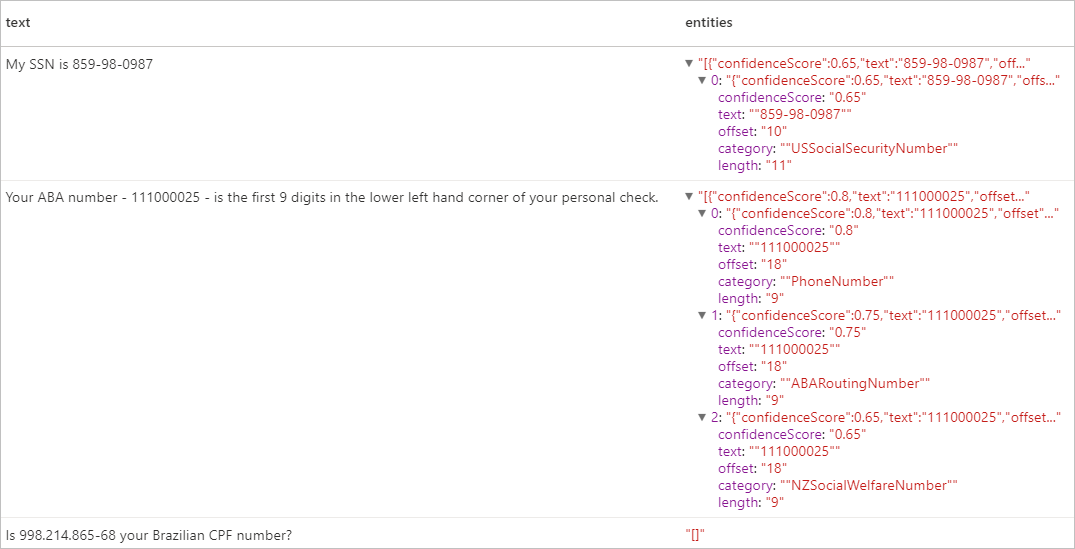 text entities
My SSN is 859-98-0987 "[{"confidenceScore":0.65,"text":"859-98-0987","off..."
0: "{"confidenceScore":0.65,"text":"859-98-0987","offs..."
confidenceScore: "0.65"
text: ""859-98-0987""
offset: "10"
category: ""USSocialSecurityNumber""
length: "11"
Your ABA number - 111000025 - is the first 9 digits in the lower left hand corner of your personal check. "[{"confidenceScore":0.8,"text":"111000025","offset..."
0: "{"confidenceScore":0.8,"text":"111000025","offset"..."
confidenceScore: "0.8"
text: ""111000025""
offset: "18"
category: ""PhoneNumber""
length: "9"
1: "{"confidenceScore":0.75,"text":"111000025","offset..."
confidenceScore: "0.75"
text: ""111000025""
offset: "18"
category: ""ABARoutingNumber""
length: "9"
2: "{"confidenceScore":0.65,"text":"111000025","offset..."
confidenceScore: "0.65"
text: ""111000025""
offset: "18"
category: ""NZSocialWelfareNumber""
length: "9"
Is 998.214.865-68 your Brazilian CPF number? "[]"